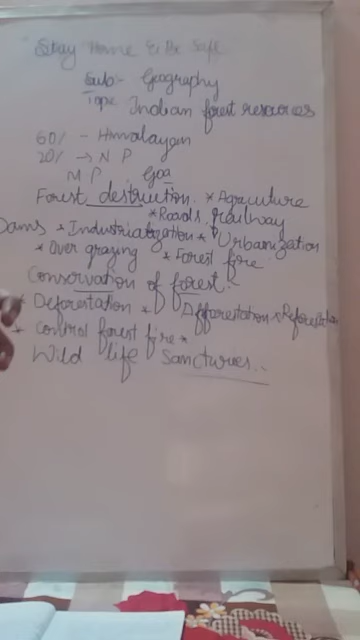 Stay Home & Be Safe
Sub:- Geography
Topic Indian forest resources
60% - Himalayan
20% → N P
M P. Goa
Forest destruction. * Agriculture
* Roads, railway
Dams * Industrialization * Urbanization
* Over grazing * Forest fire
Conservation of forest:-
* Deforestation * Afforestation & Reforestation
* Control forest fire *
Wild life Sancturies..